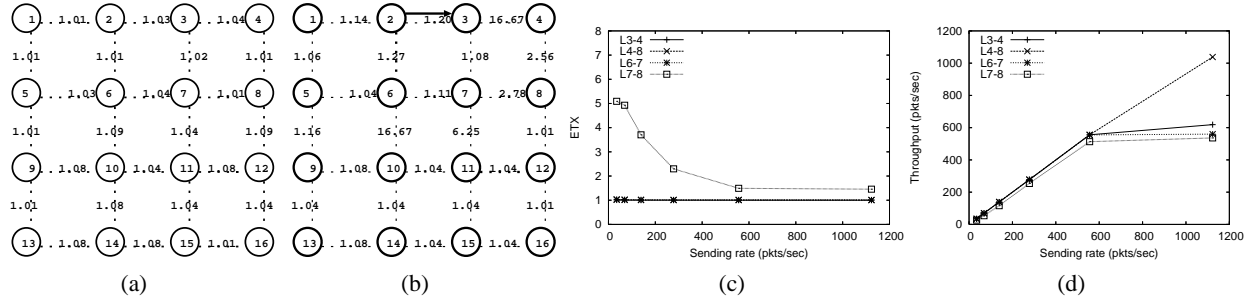 1 1.01 2 1.03 3 1.04 4
1.01 1.01 1.02 1.01
5 1.03 6 1.04 7 1.01 8
1.01 1.09 1.04 1.09
9 1.08 10 1.04 11 1.08 12
1.01 1.08 1.04 1.04
13 1.08 14 1.08 15 1.01 16
(a)
1 1.14 2 1.20 3 16.67 4
1.06 1.27 1.08 2.56
5 1.04 6 1.11 7 2.78 8
1.16 16.67 6.25 1.01
9 1.08 10 1.04 11 1.04 12
1.04 1.04 1.04 1.01
13 1.08 14 1.04 15 1.04 16
(b)
L3-4
L4-8
L6-7
L7-8
8
7
6
5
4
3
2
1
0
ETX
0 200 400 600 800 1000 1200
Sending rate (pkts/sec)
(c)
L3-4
L4-8
L6-7
L7-8
1200
1000
800
600
400
200
0
Throughput (pkts/sec)
0 200 400 600 800 1000 1200
Sending rate (pkts/sec)
(d)